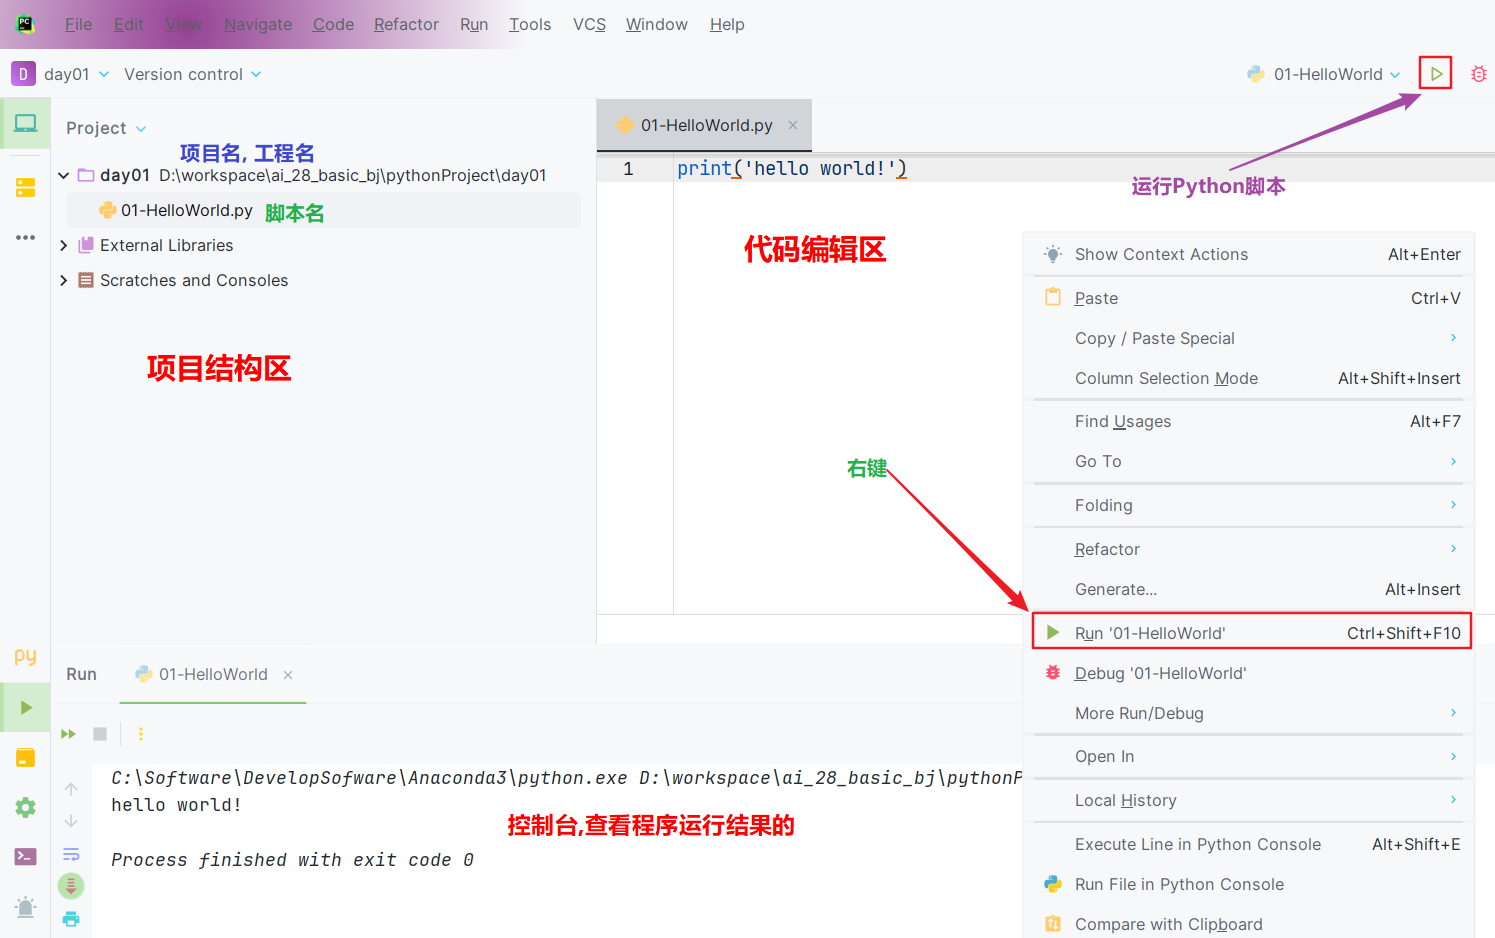 PC
File Edit View Navigate Code Refactor Run Tools VCS Window Help
D day01 Version control 01-HelloWorld
Project
项目名, 工程名
day01 D:\workspace\ai_28_basic_bj\pythonProject\day01
01-HelloWorld.py 脚本名
External Libraries
Scratches and Consoles
项目结构区
01-HelloWorld.py
1 print('hello world!')
运行Python脚本
代码编辑区
右键
Show Context Actions Alt+Enter
Paste Ctrl+V
Copy / Paste Special
Column Selection Mode Alt+Shift+Insert
Find Usages Alt+F7
Go To
Folding
Refactor
Generate... Alt+Insert
Run '01-HelloWorld' Ctrl+Shift+F10
Debug '01-HelloWorld'
More Run/Debug
Open In
Local History
Execute Line in Python Console Alt+Shift+E
Run File in Python Console
Compare with Clipboard
py
Run 01-HelloWorld
C:\Software\DevelopSofware\Anaconda3\python.exe D:\workspace\ai_28_basic_bj\pythonP
hello world!
控制台,查看程序运行结果的
Process finished with exit code 0